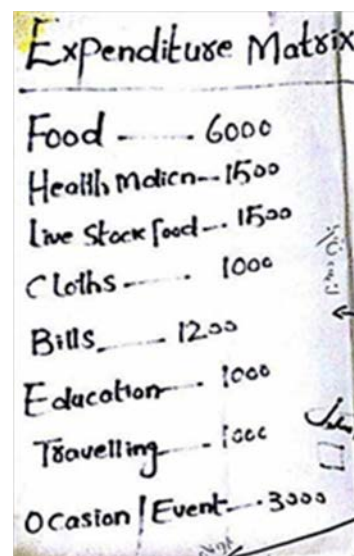 Expenditure Matrix
Food ------ 6000
Health mdicn -- 1500
live stock food -- 1500
Cloths ---- 1000
Bills ---- 1200
Education ---- 1000
Travelling ---- 1000
Ocasion / Event --- 3000